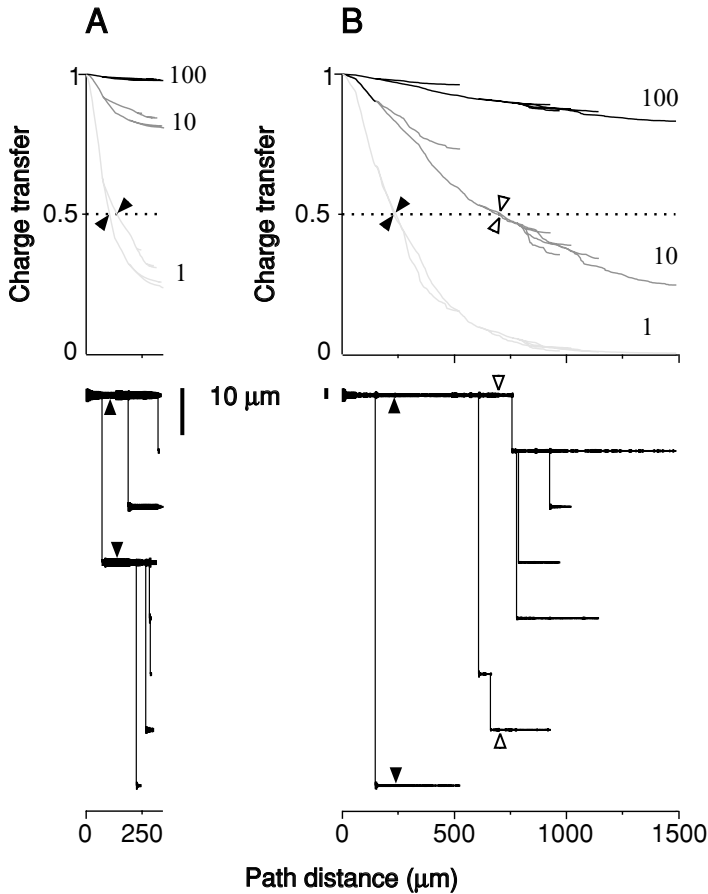 A B
1 100 1
10 100
Charge transfer 0.5 Charge transfer 0.5
10
1 1
0 0
10 μm
0 250 0 500 1000 1500
Path distance (μm)